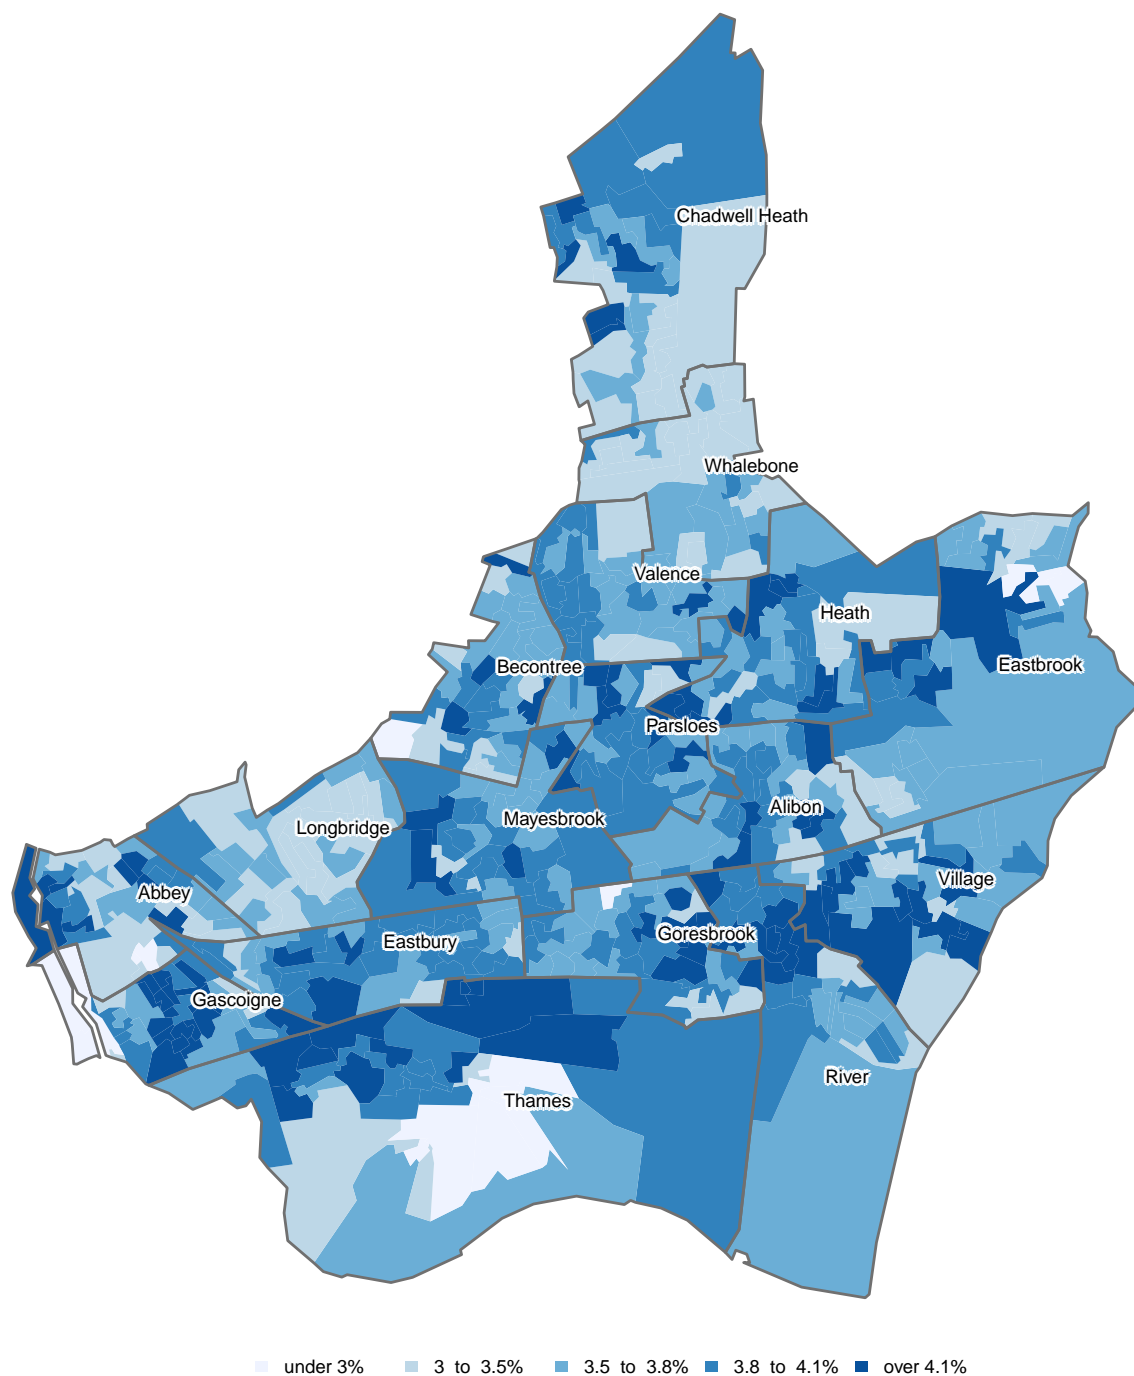 Chadwell Heath
Whalebone
Valence
Heath
Eastbrook
Becontree
Parsloes
Alibon
Mayesbrook
Longbridge
Village
Abbey
Goresbrook
Eastbury
Gascoigne
River
Thames
under 3% 3 to 3.5% 3.5 to 3.8% 3.8 to 4.1% over 4.1%